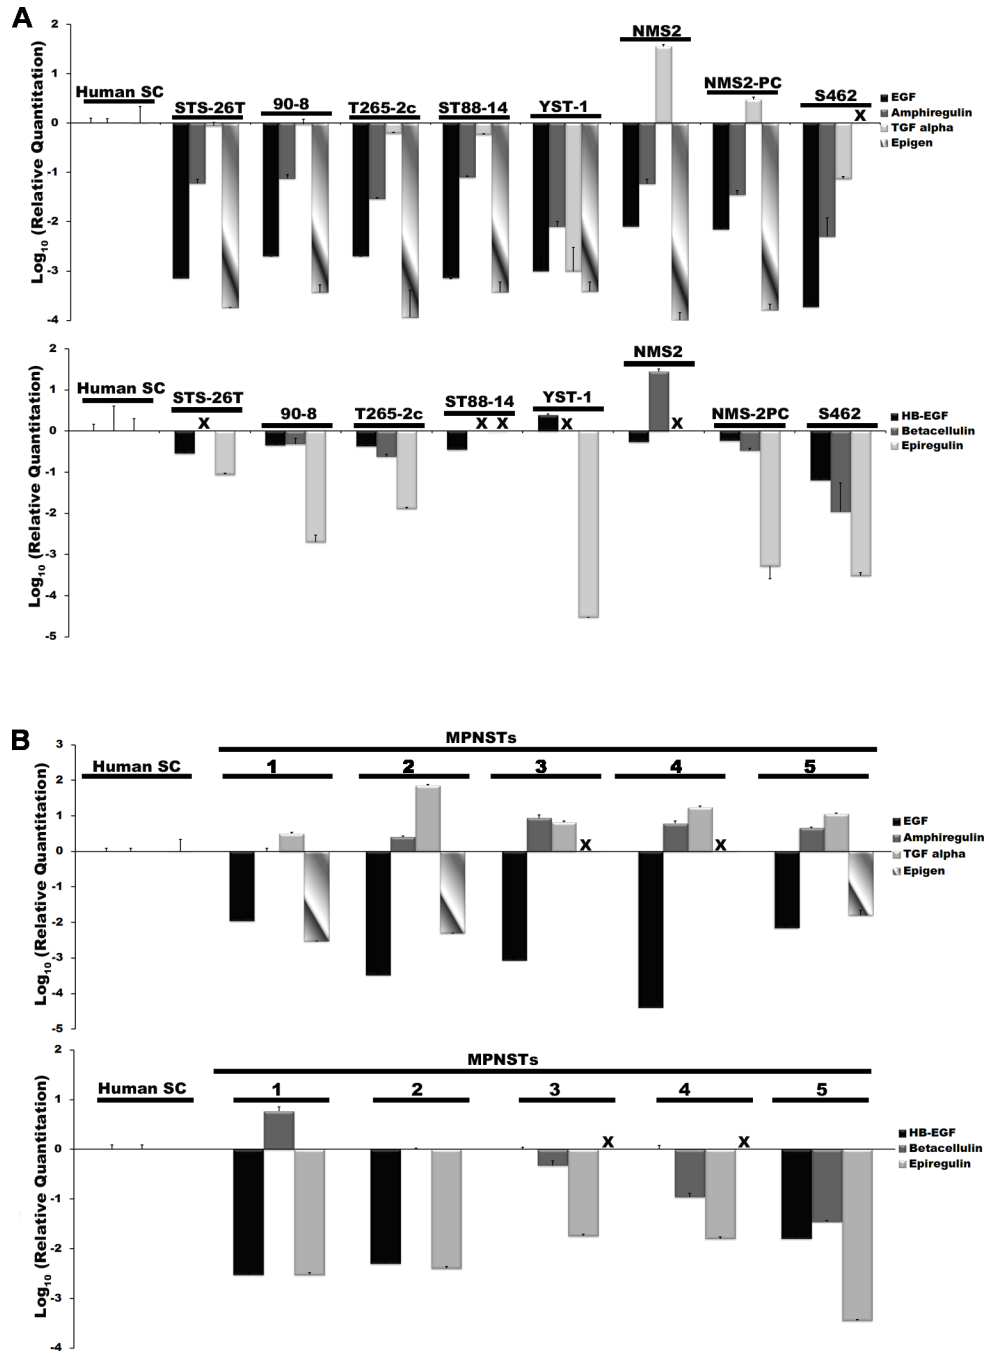 A
Log10 (Relative Quantitation)
2
1
0
-1
-2
-3
-4
Human SC
STS-26T
90-8
T265-2c
ST88-14
YST-1
NMS2
NMS2-PC
S462
X
EGF
Amphiregulin
TGF alpha
Epigen
Log10 (Relative Quantitation)
2
1
0
-1
-2
-3
-4
-5
Human SC
STS-26T
X
90-8
T265-2c
ST88-14
X X
YST-1
X
NMS2
X
NMS-2PC
S462
HB-EGF
Betacellulin
Epiregulin
B
Log10 (Relative Quantitation)
3
2
1
0
-1
-2
-3
-4
-5
MPNSTs
Human SC
1
2
3
4
5
X
X
EGF
Amphiregulin
TGF alpha
Epigen
Log10 (Relative Quantitation)
2
1
0
-1
-2
-3
-4
MPNSTs
Human SC
1
2
3
4
5
X
X
HB-EGF
Betacellulin
Epiregulin